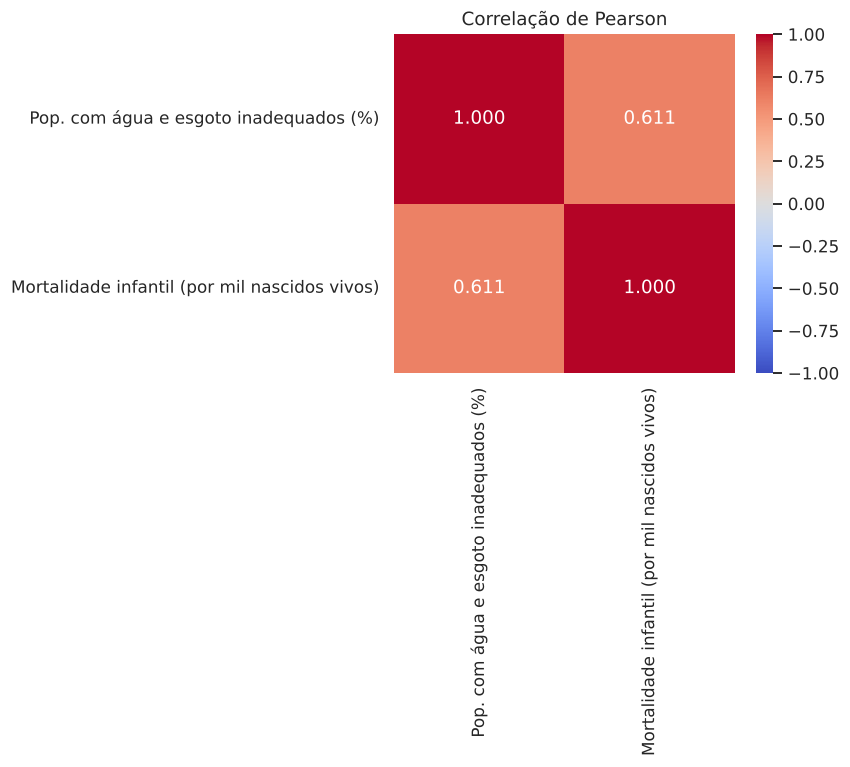 Correlação de Pearson
Pop. com água e esgoto inadequados (%)
Mortalidade infantil (por mil nascidos vivos)
1.000
0.611
0.611
1.000
Pop. com água e esgoto inadequados (%)
Mortalidade infantil (por mil nascidos vivos)
1.00
0.75
0.50
0.25
0.00
−0.25
−0.50
−0.75
−1.00